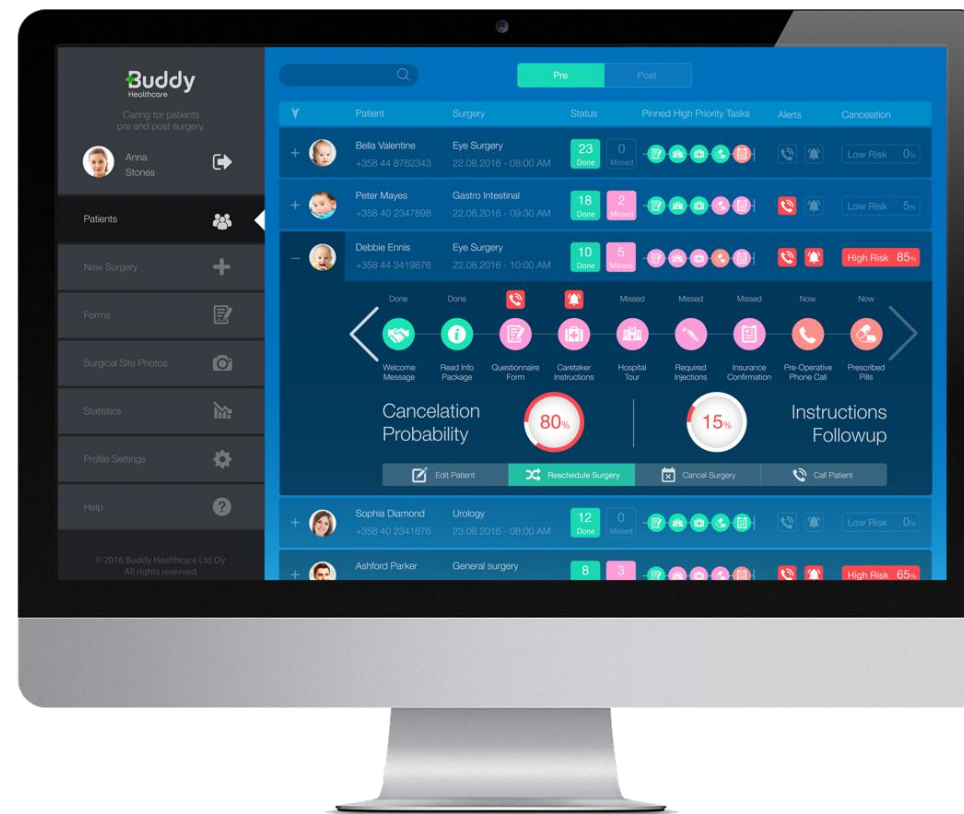 Buddy
Healthcare
Caring for patients
pre and post surgery.
Anna
Stones
Patients
New Surgery
Forms
Surgical Site Photos
Statistics
Profile Settings
Help
© 2016 Buddy Healthcare Ltd Oy
All rights reserved.
Pre Post
Patient Surgery Status Pinned High Priority Tasks Alerts Cancelation
Bella Valentine Eye Surgery 23 0 Low Risk 0%
+358 44 8762343 22.08.2016 - 08:00 AM Done Missed
Peter Mayes Gastro Intestinal 18 2 Low Risk 5%
+358 40 2347898 22.08.2016 - 09:30 AM Done Missed
Debbie Ennis Eye Surgery 10 5 High Risk 85%
+358 44 3419876 22.08.2016 - 10:00 AM Done Missed
Done Done Missed Missed Missed Now Now
Welcome Read Info Questionnaire Caretaker Hospital Required Insurance Pre-Operative Prescribed
Message Package Form Instructions Tour Injections Confirmation Phone Call Pills
Cancelation 80% 15% Instructions
Probability Followup
Edit Patient Reschedule Surgery Cancel Surgery Call Patient
Sophia Diamond Urology 12 0 Low Risk 0%
+358 40 2341676 23.08.2016 - 08:00 AM Done Missed
Ashford Parker General surgery 8 3 High Risk 65%